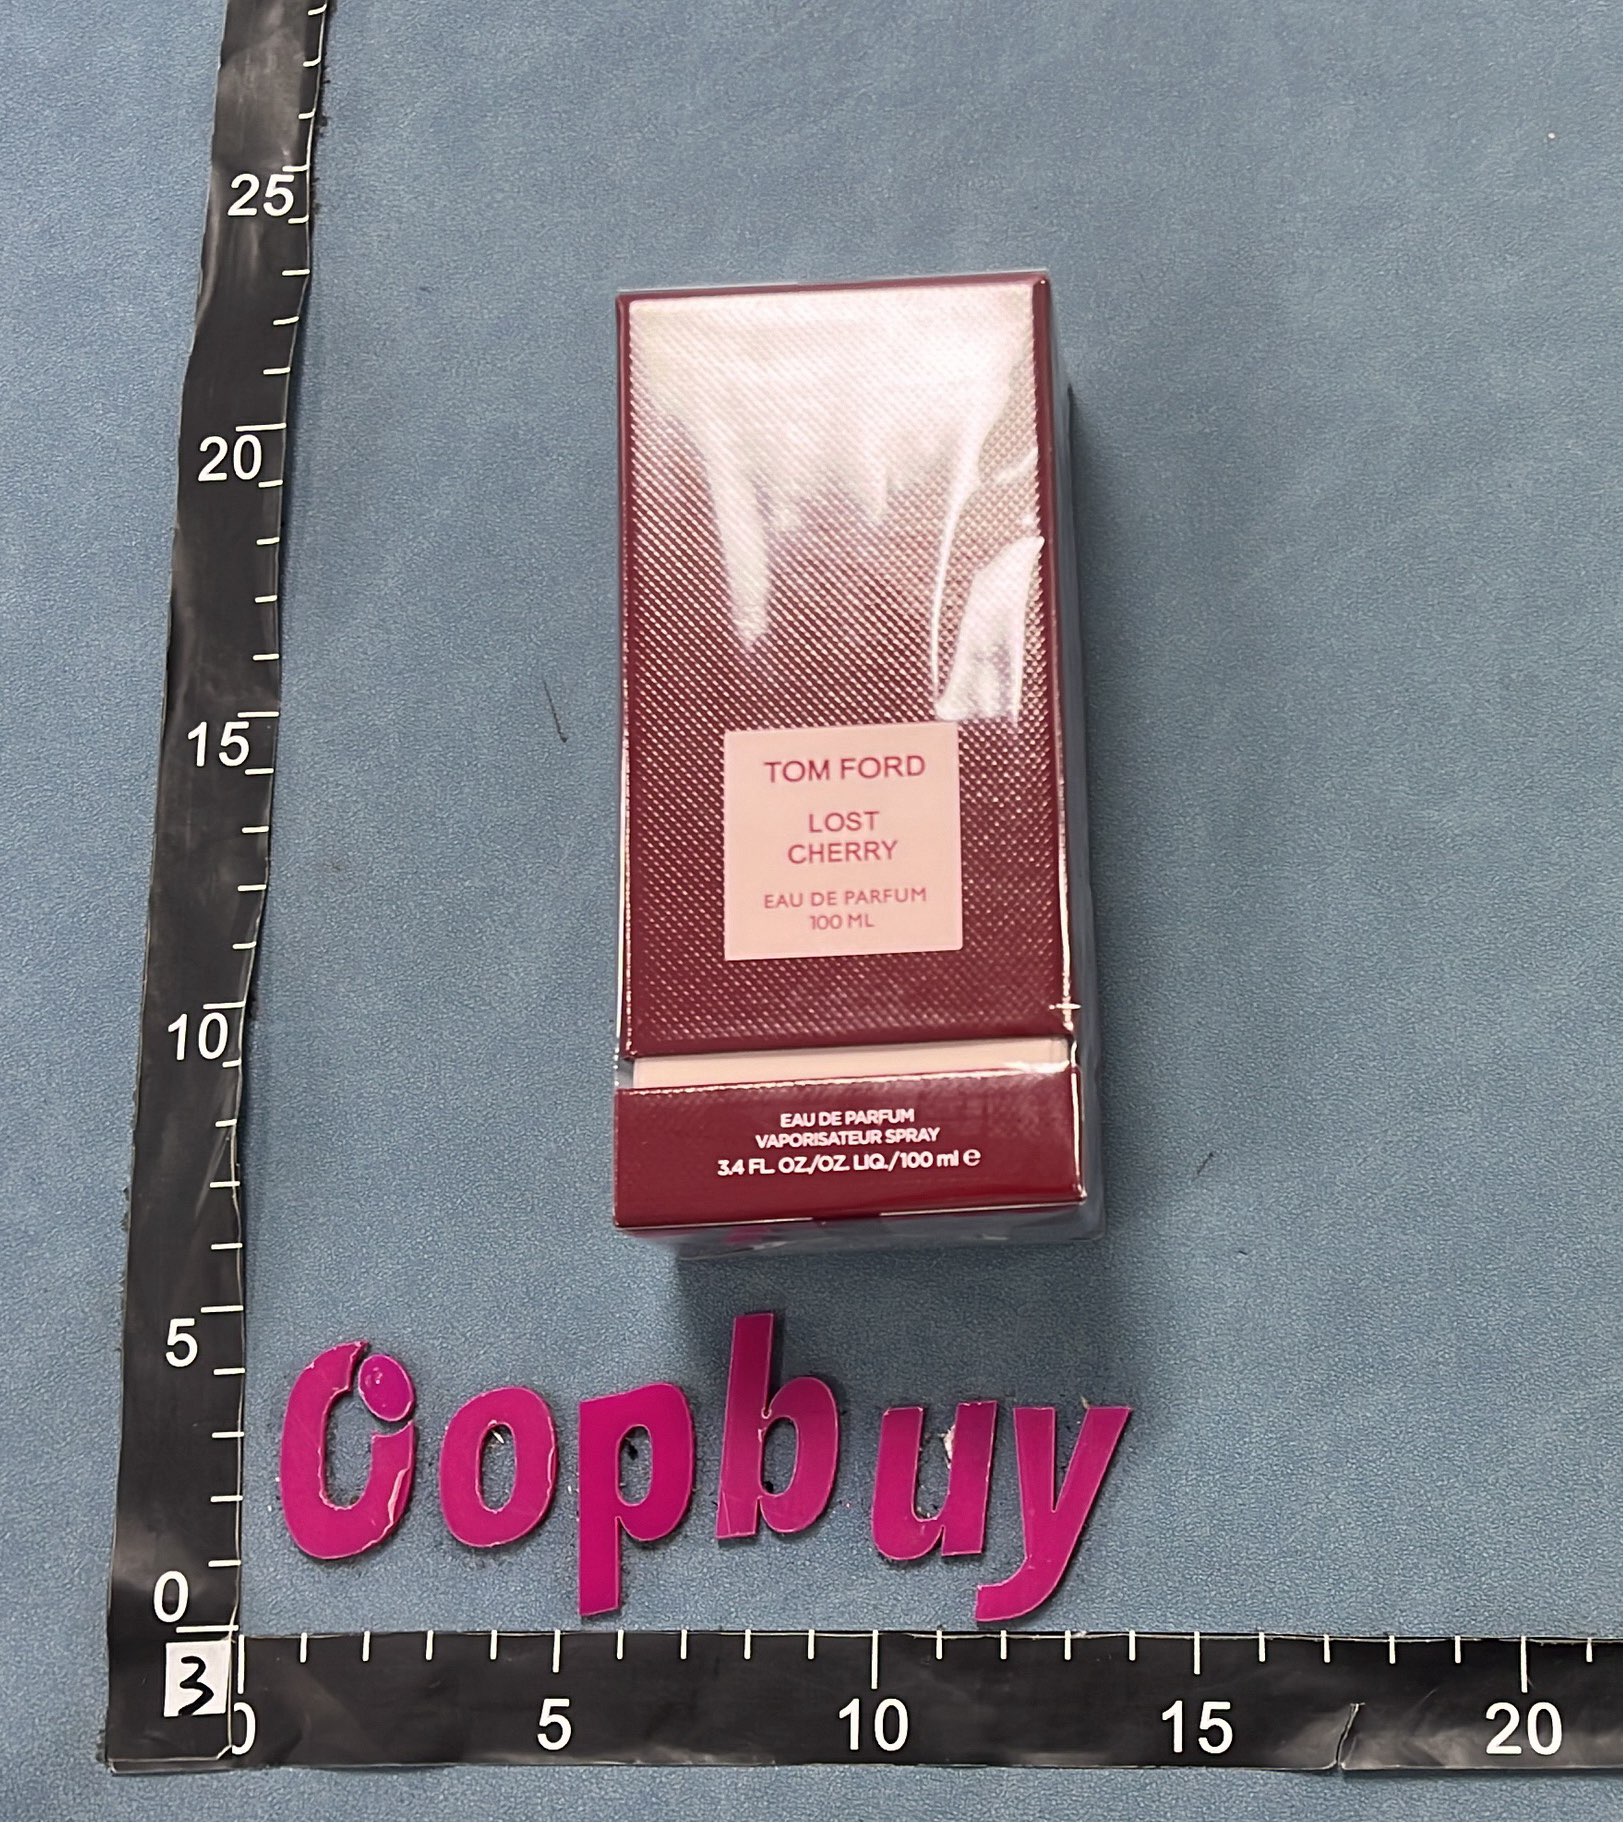 25
20
15
10
5
0
TOM FORD
LOST
CHERRY
EAU DE PARFUM
100 ML
EAU DE PARFUM
VAPORISATEUR SPRAY
3.4 FL. OZ./OZ. LIQ./100 ml ℮
Oopbuy
3
0 5 10 15 20